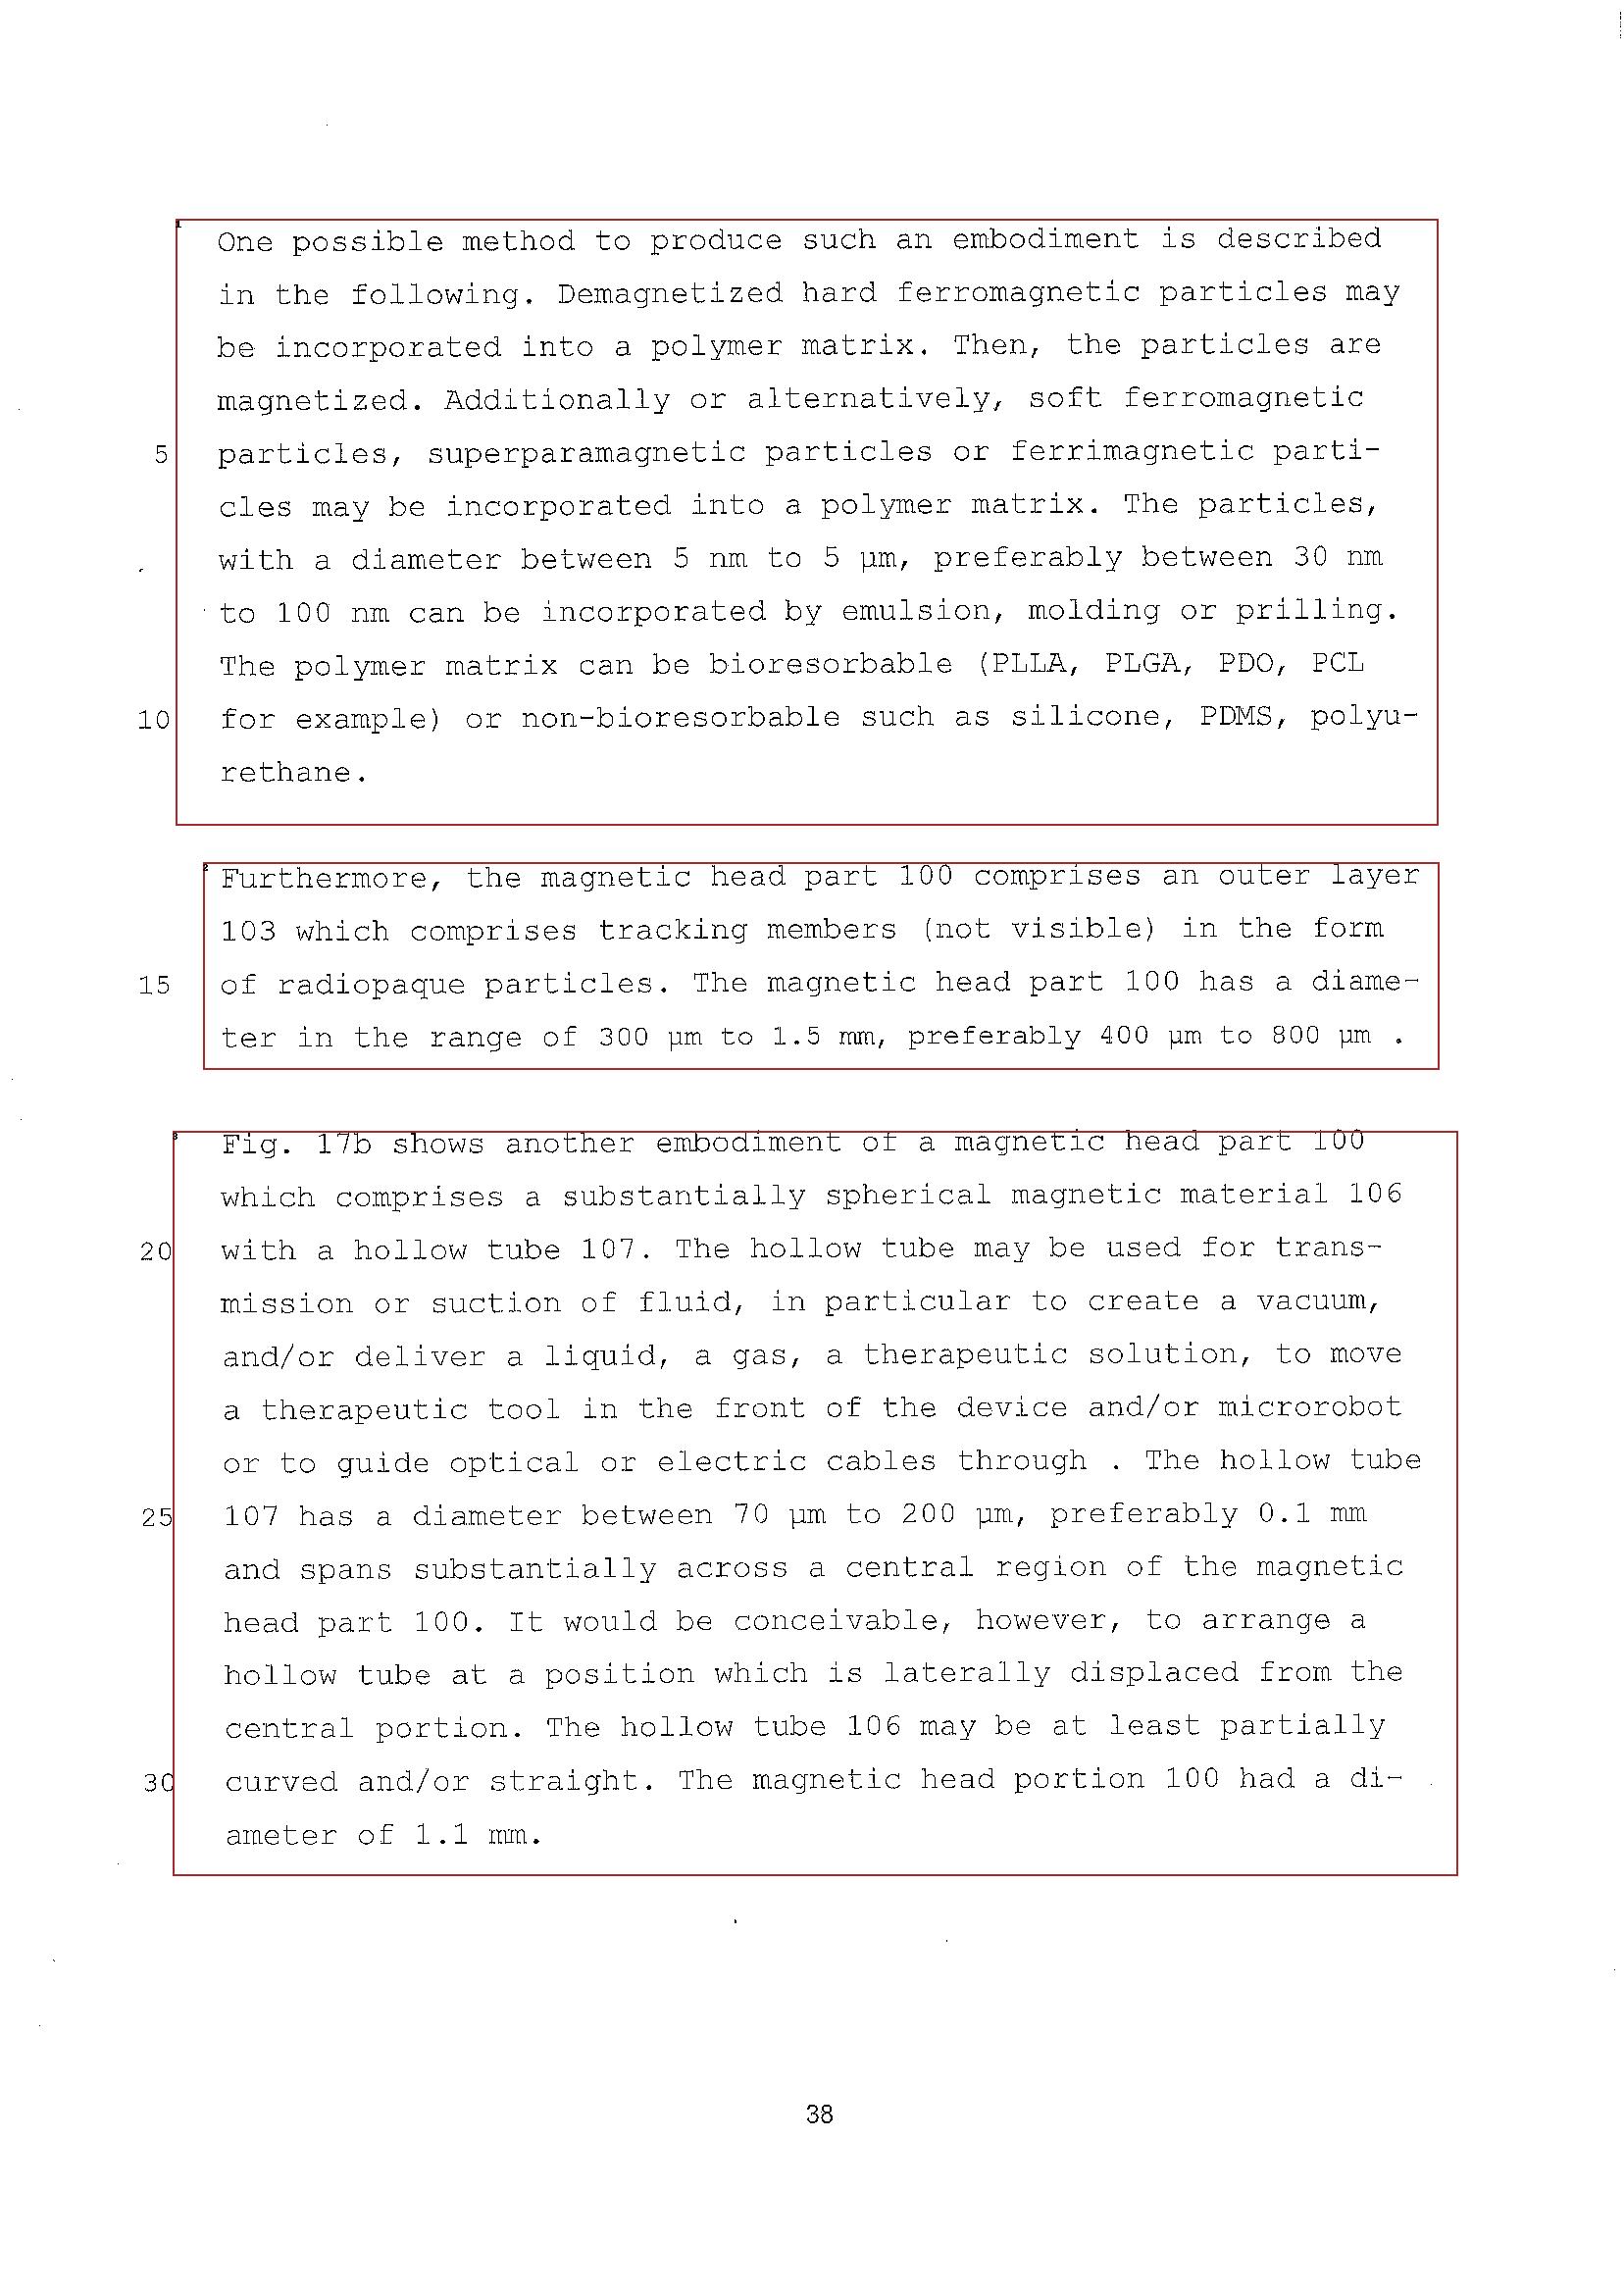 One possible method to produce such an embodiment is described
in the following. Demagnetized hard ferromagnetic particles may
be incorporated into a polymer matrix. Then, the particles are
magnetized. Additionally or alternatively, soft ferromagnetic
5 particles, superparamagnetic particles or ferrimagnetic parti-
cles may be incorporated into a polymer matrix. The particles,
with a diameter between 5 nm to 5 µm, preferably between 30 nm
to 100 nm can be incorporated by emulsion, molding or prilling.
The polymer matrix can be bioresorbable (PLLA, PLGA, PDO, PCL
10 for example) or non-bioresorbable such as silicone, PDMS, polyu-
rethane.
Furthermore, the magnetic head part 100 comprises an outer layer
103 which comprises tracking members (not visible) in the form
15 of radiopaque particles. The magnetic head part 100 has a diame-
ter in the range of 300 µm to 1.5 mm, preferably 400 µm to 800 µm .
Fig. 17b shows another embodiment of a magnetic head part 100
which comprises a substantially spherical magnetic material 106
20 with a hollow tube 107. The hollow tube may be used for trans-
mission or suction of fluid, in particular to create a vacuum,
and/or deliver a liquid, a gas, a therapeutic solution, to move
a therapeutic tool in the front of the device and/or microrobot
or to guide optical or electric cables through . The hollow tube
25 107 has a diameter between 70 µm to 200 µm, preferably 0.1 mm
and spans substantially across a central region of the magnetic
head part 100. It would be conceivable, however, to arrange a
hollow tube at a position which is laterally displaced from the
central portion. The hollow tube 106 may be at least partially
30 curved and/or straight. The magnetic head portion 100 had a di-
ameter of 1.1 mm.
38